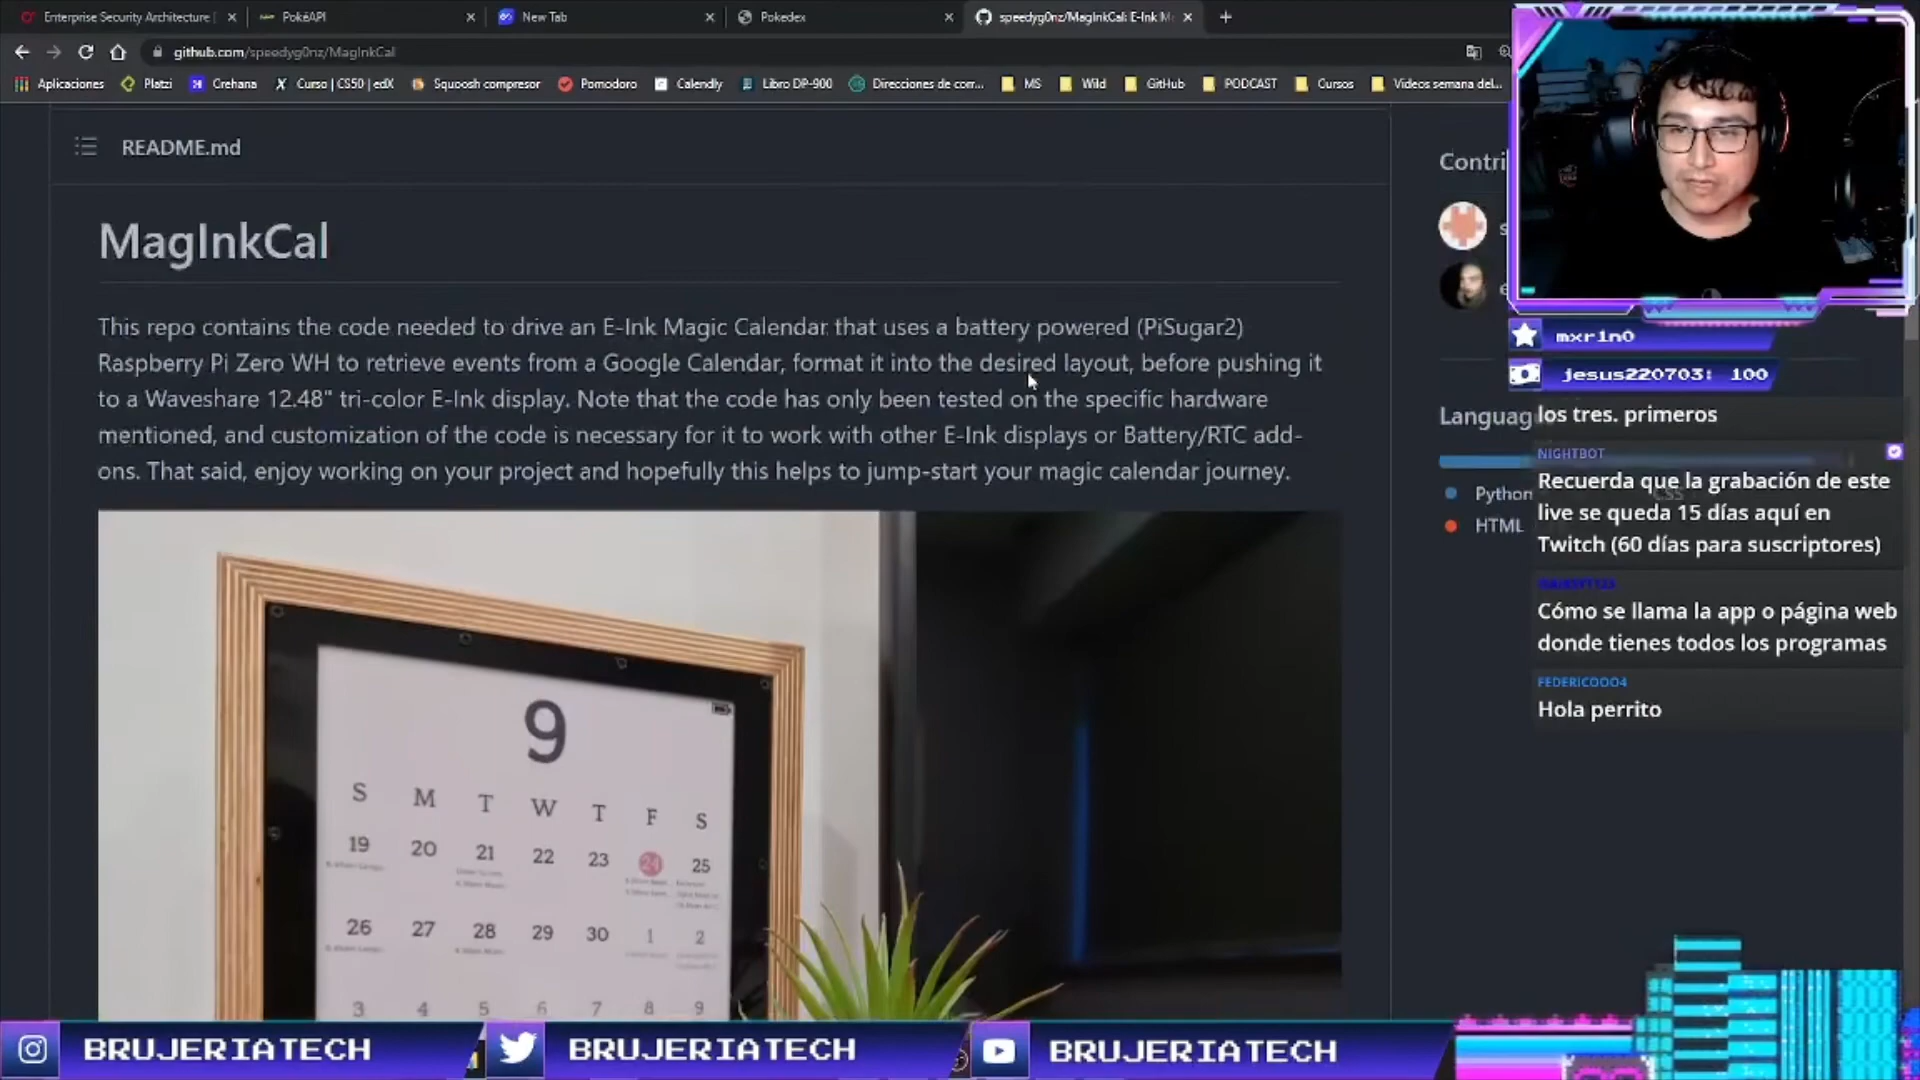 Enterprise Security Architecture
PokéAPI
New Tab
Pokedex
speedyg0nz/MagInkCal: E-Ink M
github.com/speedyg0nz/MagInkCal
Aplicaciones
Platzi
Crehana
Curso | CS50 | edX
Squoosh compresor
Pomodoro
Calendly
Libro DP-900
Direcciones de corr...
MS
Wild
GitHub
PODCAST
Cursos
Videos semana del...
README.md
MagInkCal
This repo contains the code needed to drive an E-Ink Magic Calendar that uses a battery powered (PiSugar2)
Raspberry Pi Zero WH to retrieve events from a Google Calendar, format it into the desired layout, before pushing it
to a Waveshare 12.48" tri-color E-Ink display. Note that the code has only been tested on the specific hardware
mentioned, and customization of the code is necessary for it to work with other E-Ink displays or Battery/RTC add-
ons. That said, enjoy working on your project and hopefully this helps to jump-start your magic calendar journey.
9
S M T W T F S
19 20 21 22 23 24 25
26 27 28 29 30 1 2
3 4 5 6 7 8 9
Contri
s
e
Languag
Python
CSS
HTML
mxr1n0
jesus220703: 100
los tres. primeros
NIGHTBOT
Recuerda que la grabación de este
live se queda 15 días aquí en
Twitch (60 días para suscriptores)
Cómo se llama la app o página web
donde tienes todos los programas
FEDERICOOO4
Hola perrito
BRUJERIATECH
BRUJERIATECH
BRUJERIATECH